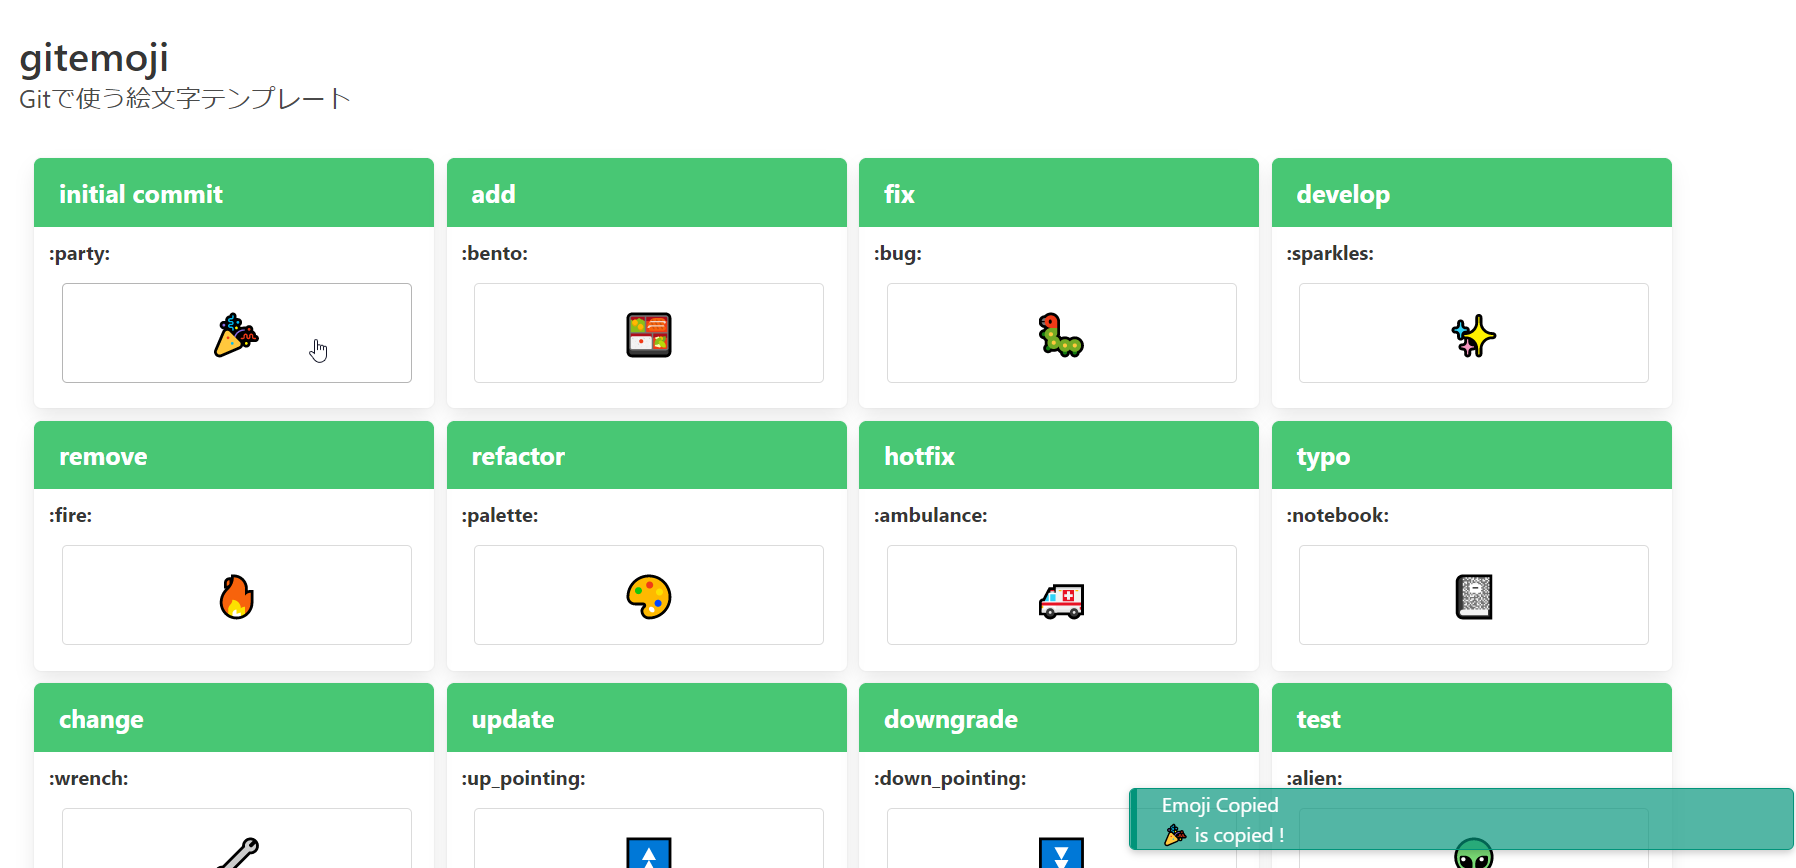 gitemoji
Gitで使う絵文字テンプレート
initial commit
:party:
add
:bento:
fix
:bug:
develop
:sparkles:
remove
:fire:
refactor
:palette:
hotfix
:ambulance:
typo
:notebook:
change
:wrench:
update
:up_pointing:
downgrade
:down_pointing:
test
:alien:
Emoji Copied
🎉 is copied !